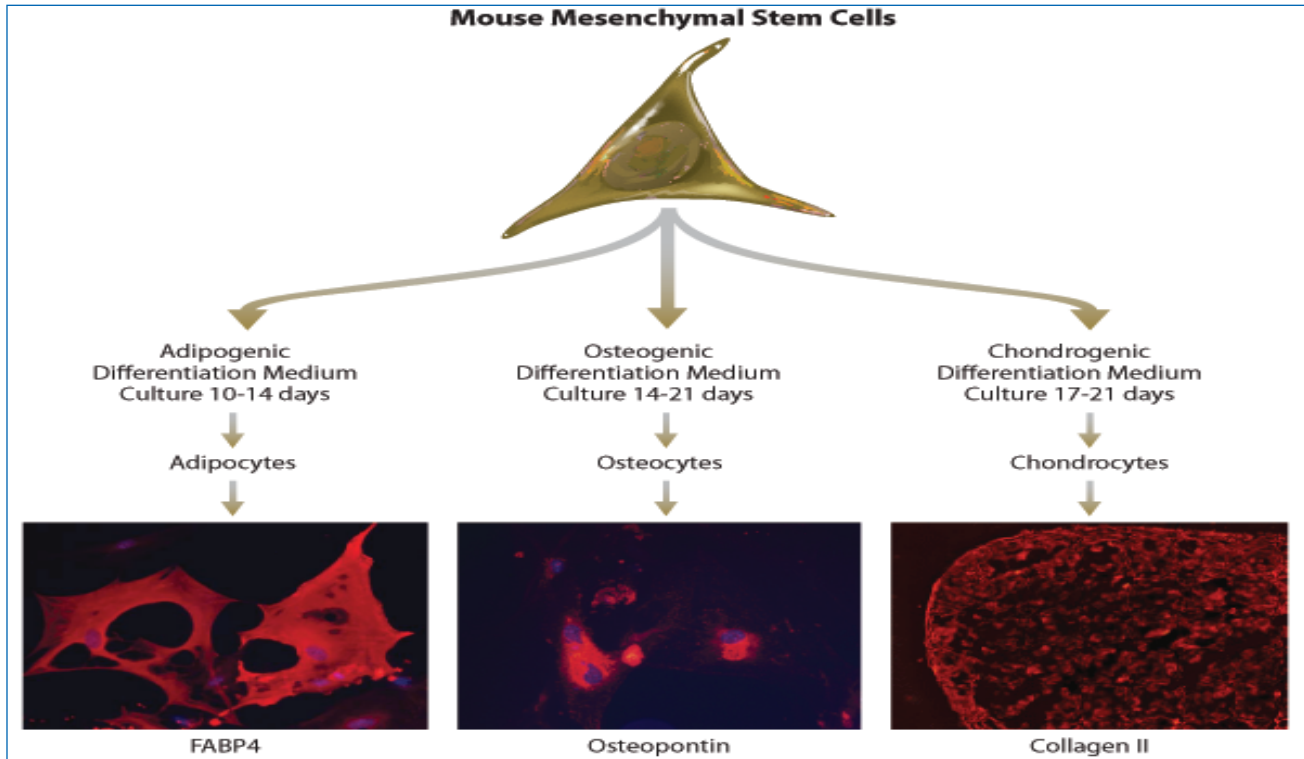 Mouse Mesenchymal Stem Cells
Adipogenic
Differentiation Medium
Culture 10-14 days
Osteogenic
Differentiation Medium
Culture 14-21 days
Chondrogenic
Differentiation Medium
Culture 17-21 days
Adipocytes
Osteocytes
Chondrocytes
FABP4
Osteopontin
Collagen II